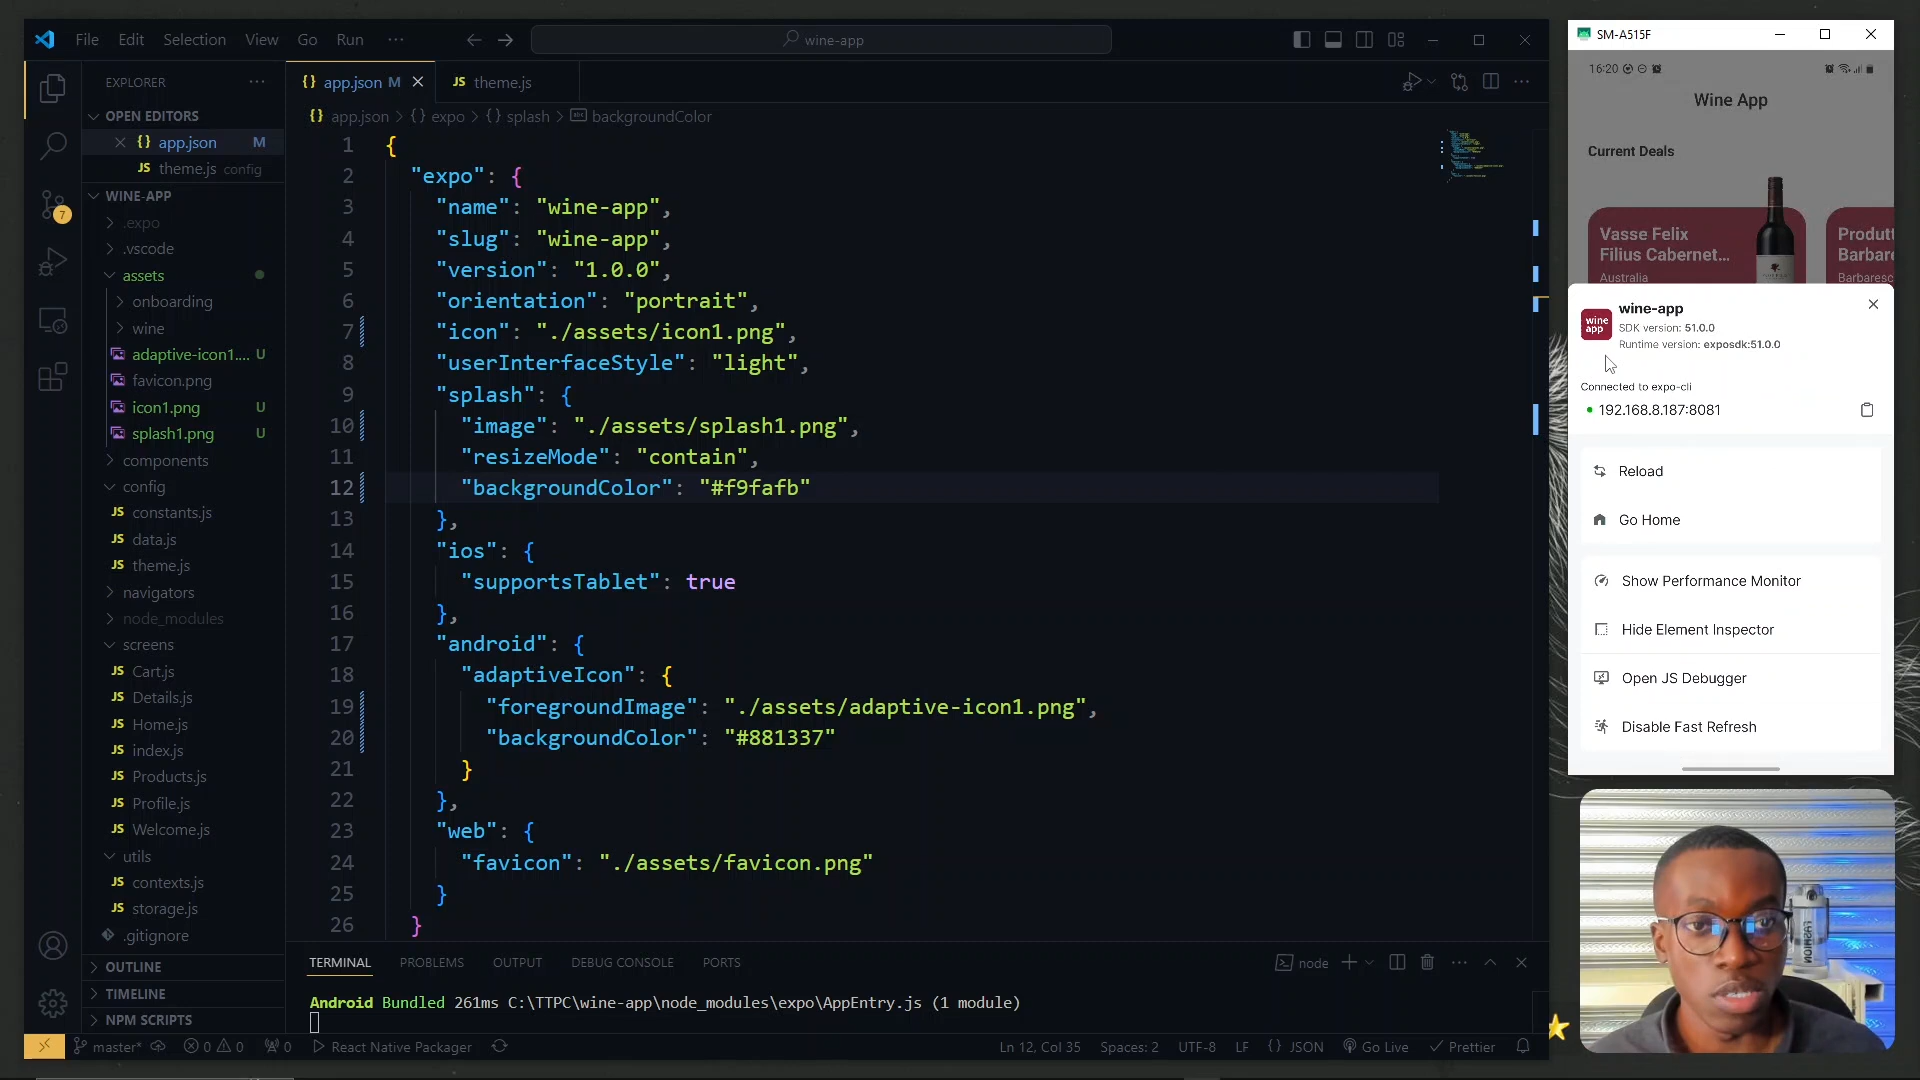 File Edit Selection View Go Run ···
wine-app
EXPLORER
OPEN EDITORS
app.json M
theme.js config
WINE-APP
.expo
.vscode
assets
onboarding
wine
adaptive-icon1.... U
favicon.png
icon1.png U
splash1.png U
components
config
constants.js
data.js
theme.js
navigators
node_modules
screens
Cart.js
Details.js
Home.js
index.js
Products.js
Profile.js
Welcome.js
utils
contexts.js
storage.js
.gitignore
OUTLINE
TIMELINE
NPM SCRIPTS
7
app.json M
theme.js
app.json > {} expo > {} splash > backgroundColor
1 {
2 "expo": {
3 "name": "wine-app",
4 "slug": "wine-app",
5 "version": "1.0.0",
6 "orientation": "portrait",
7 "icon": "./assets/icon1.png",
8 "userInterfaceStyle": "light",
9 "splash": {
10 "image": "./assets/splash1.png",
11 "resizeMode": "contain",
12 "backgroundColor": "#f9fafb"
13 },
14 "ios": {
15 "supportsTablet": true
16 },
17 "android": {
18 "adaptiveIcon": {
19 "foregroundImage": "./assets/adaptive-icon1.png",
20 "backgroundColor": "#881337"
21 }
22 },
23 "web": {
24 "favicon": "./assets/favicon.png"
25 }
26 }
TERMINAL PROBLEMS OUTPUT DEBUG CONSOLE PORTS
node
Android Bundled 261ms C:\TTPC\wine-app\node_modules\expo\AppEntry.js (1 module)
master* 0 0 0 React Native Packager
Ln 12, Col 35 Spaces: 2 UTF-8 LF {} JSON Go Live Prettier
SM-A515F
16:20
Wine App
Current Deals
Vasse Felix
Filius Cabernet...
Australia
Produtt
Barbare
Barbaresc
wine
app
wine-app
SDK version: 51.0.0
Runtime version: exposdk:51.0.0
Connected to expo-cli
192.168.8.187:8081
Reload
Go Home
Show Performance Monitor
Hide Element Inspector
Open JS Debugger
Disable Fast Refresh